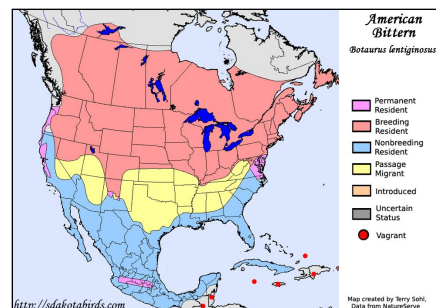 American
Bittern
Botaurus lentiginosus
Permanent
Resident
Breeding
Resident
Nonbreeding
Resident
Passage
Migrant
Introduced
Uncertain
Status
Vagrant
http://sdakotabirds.com
Map created by Terry Sohl,
Data from NatureServe